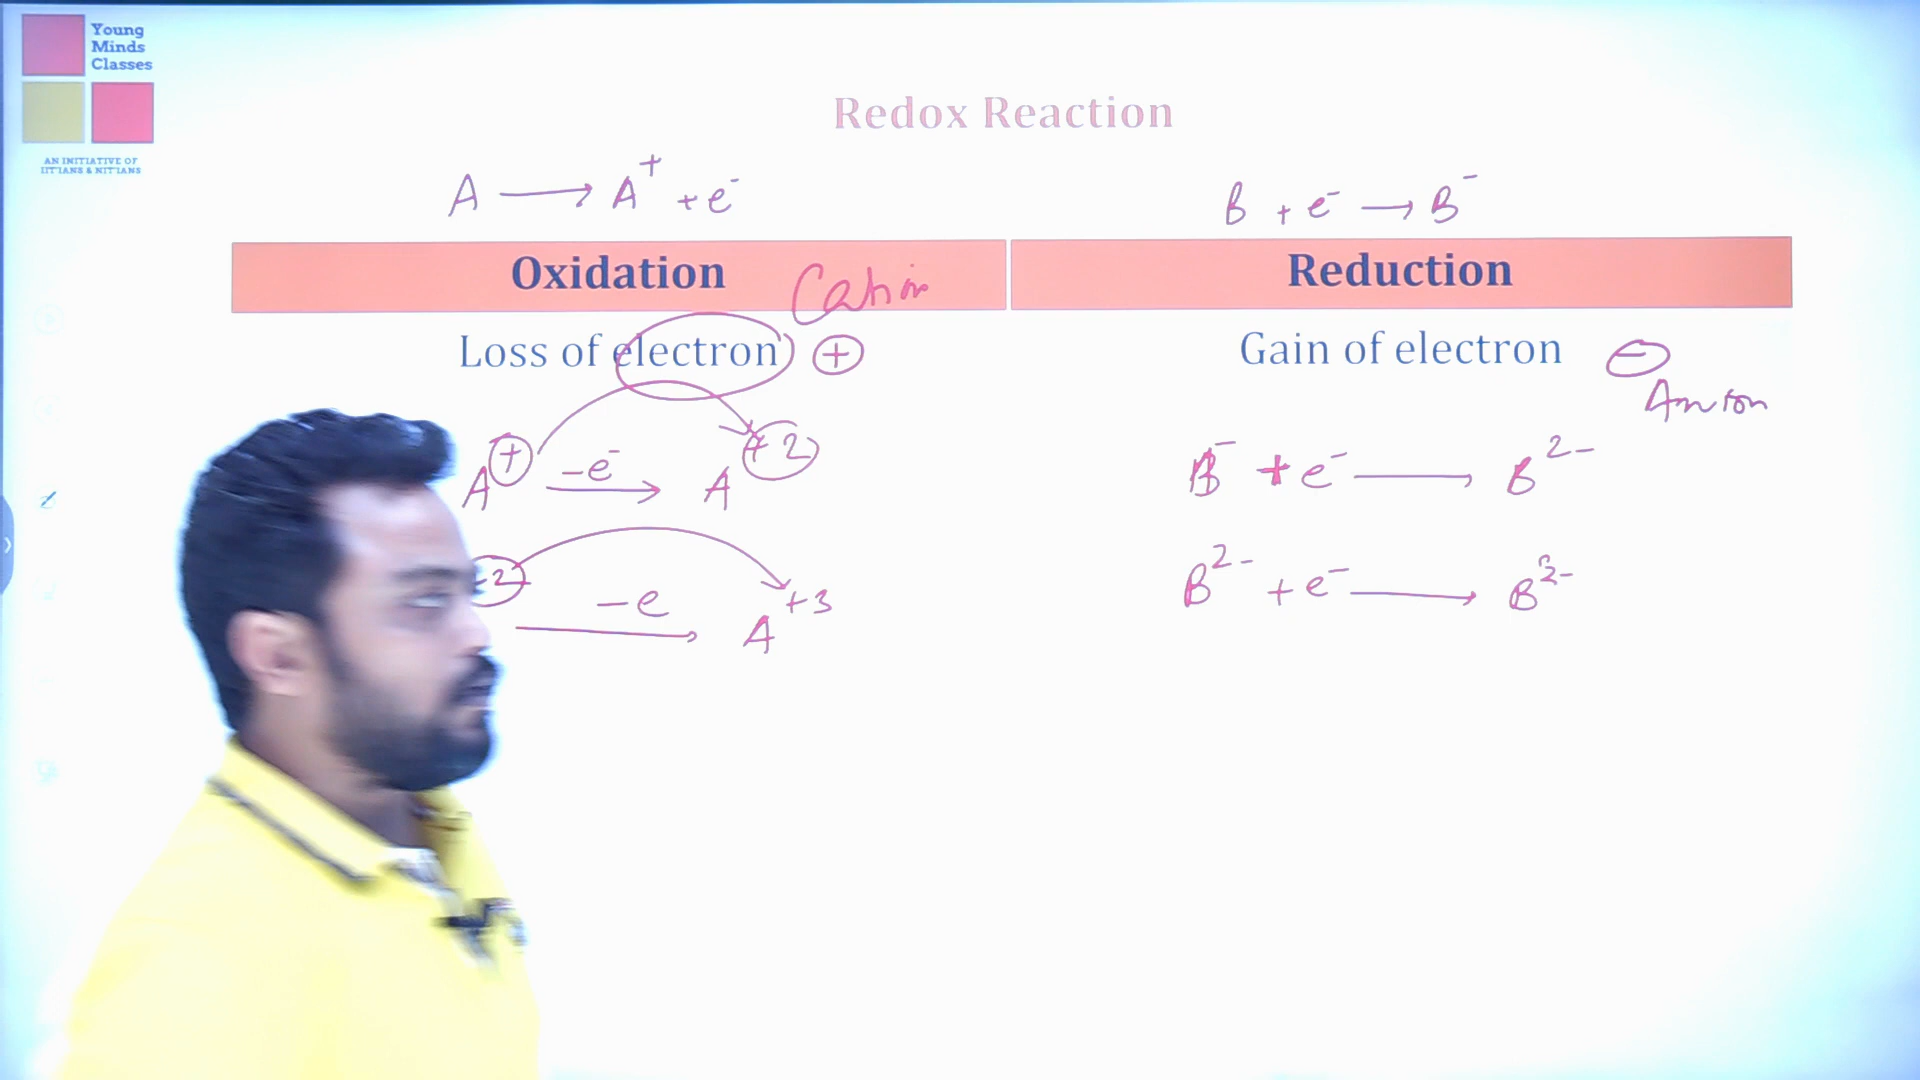 Young
Minds
Classes
AN INITIATIVE OF
IIT'IANS & NIT'IANS
Redox Reaction
A → A⁺ + e⁻
B + e⁻ → B⁻
Oxidation
Cation
Reduction
Loss of electron
+
Gain of electron
−
Anion
A⁺ −e⁻ → A⁺²
B⁻ + e⁻ → B²⁻
2 −e → A⁺³
B²⁻ + e⁻ → B³⁻